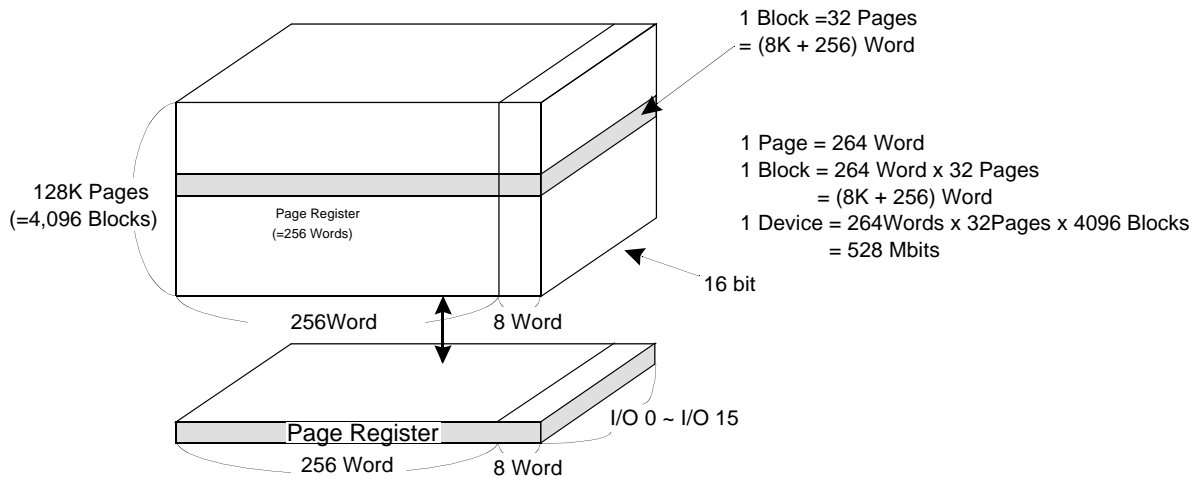 1 Block =32 Pages
= (8K + 256) Word
1 Page = 264 Word
1 Block = 264 Word x 32 Pages
= (8K + 256) Word
1 Device = 264Words x 32Pages x 4096 Blocks
= 528 Mbits
128K Pages
(=4,096 Blocks)
Page Register
(=256 Words)
16 bit
256Word
8 Word
I/O 0 ~ I/O 15
Page Register
256 Word
8 Word